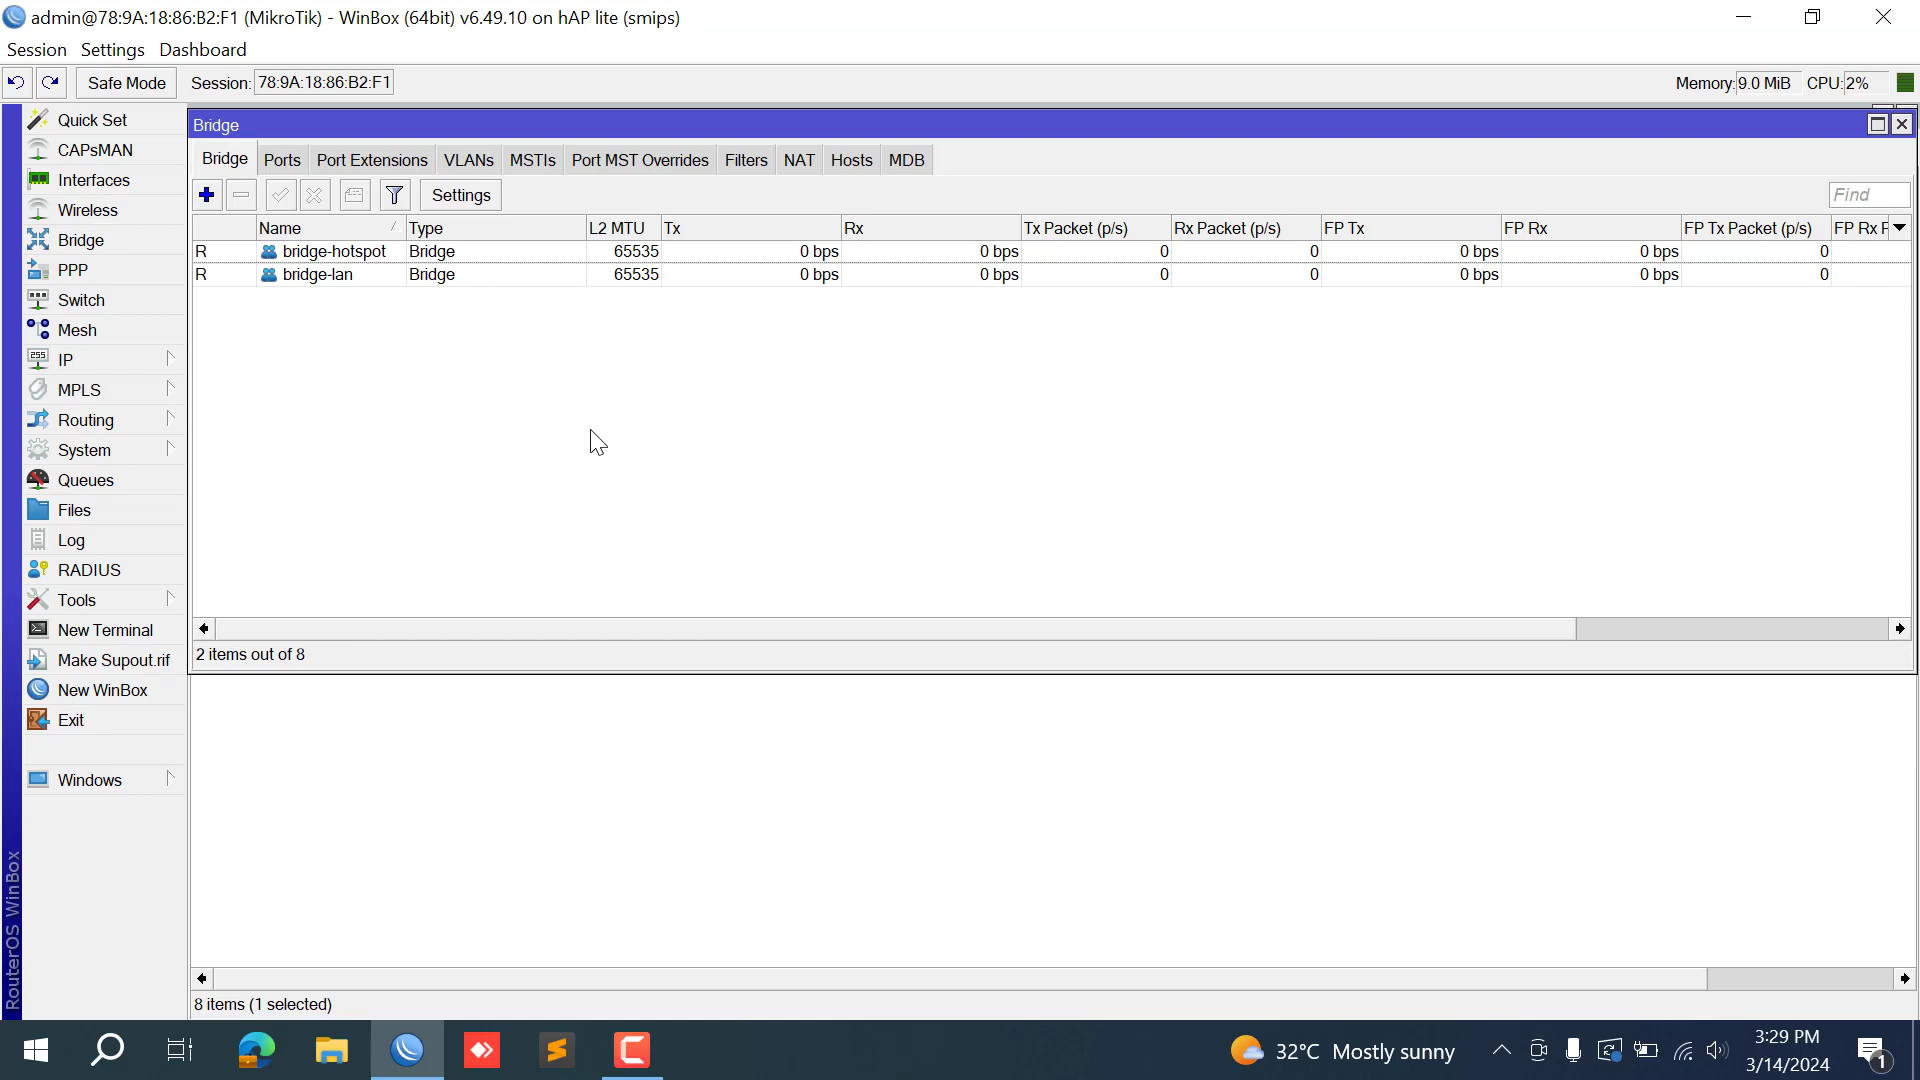 admin@78:9A:18:86:B2:F1 (MikroTik) - WinBox (64bit) v6.49.10 on hAP lite (smips)
Session Settings Dashboard
Safe Mode Session: 78:9A:18:86:B2:F1 Memory: 9.0 MiB CPU: 2%
Quick Set
CAPsMAN
Interfaces
Wireless
Bridge
PPP
Switch
Mesh
IP
MPLS
Routing
System
Queues
Files
Log
RADIUS
Tools
New Terminal
Make Supout.rif
New WinBox
Exit
Windows
RouterOS WinBox
Bridge
Bridge Ports Port Extensions VLANs MSTIs Port MST Overrides Filters NAT Hosts MDB
Settings Find
Name Type L2 MTU Tx Rx Tx Packet (p/s) Rx Packet (p/s) FP Tx FP Rx FP Tx Packet (p/s) FP Rx P
R bridge-hotspot Bridge 65535 0 bps 0 bps 0 0 0 bps 0 bps 0
R bridge-lan Bridge 65535 0 bps 0 bps 0 0 0 bps 0 bps 0
2 items out of 8
8 items (1 selected)
32°C Mostly sunny
3:29 PM
3/14/2024
1